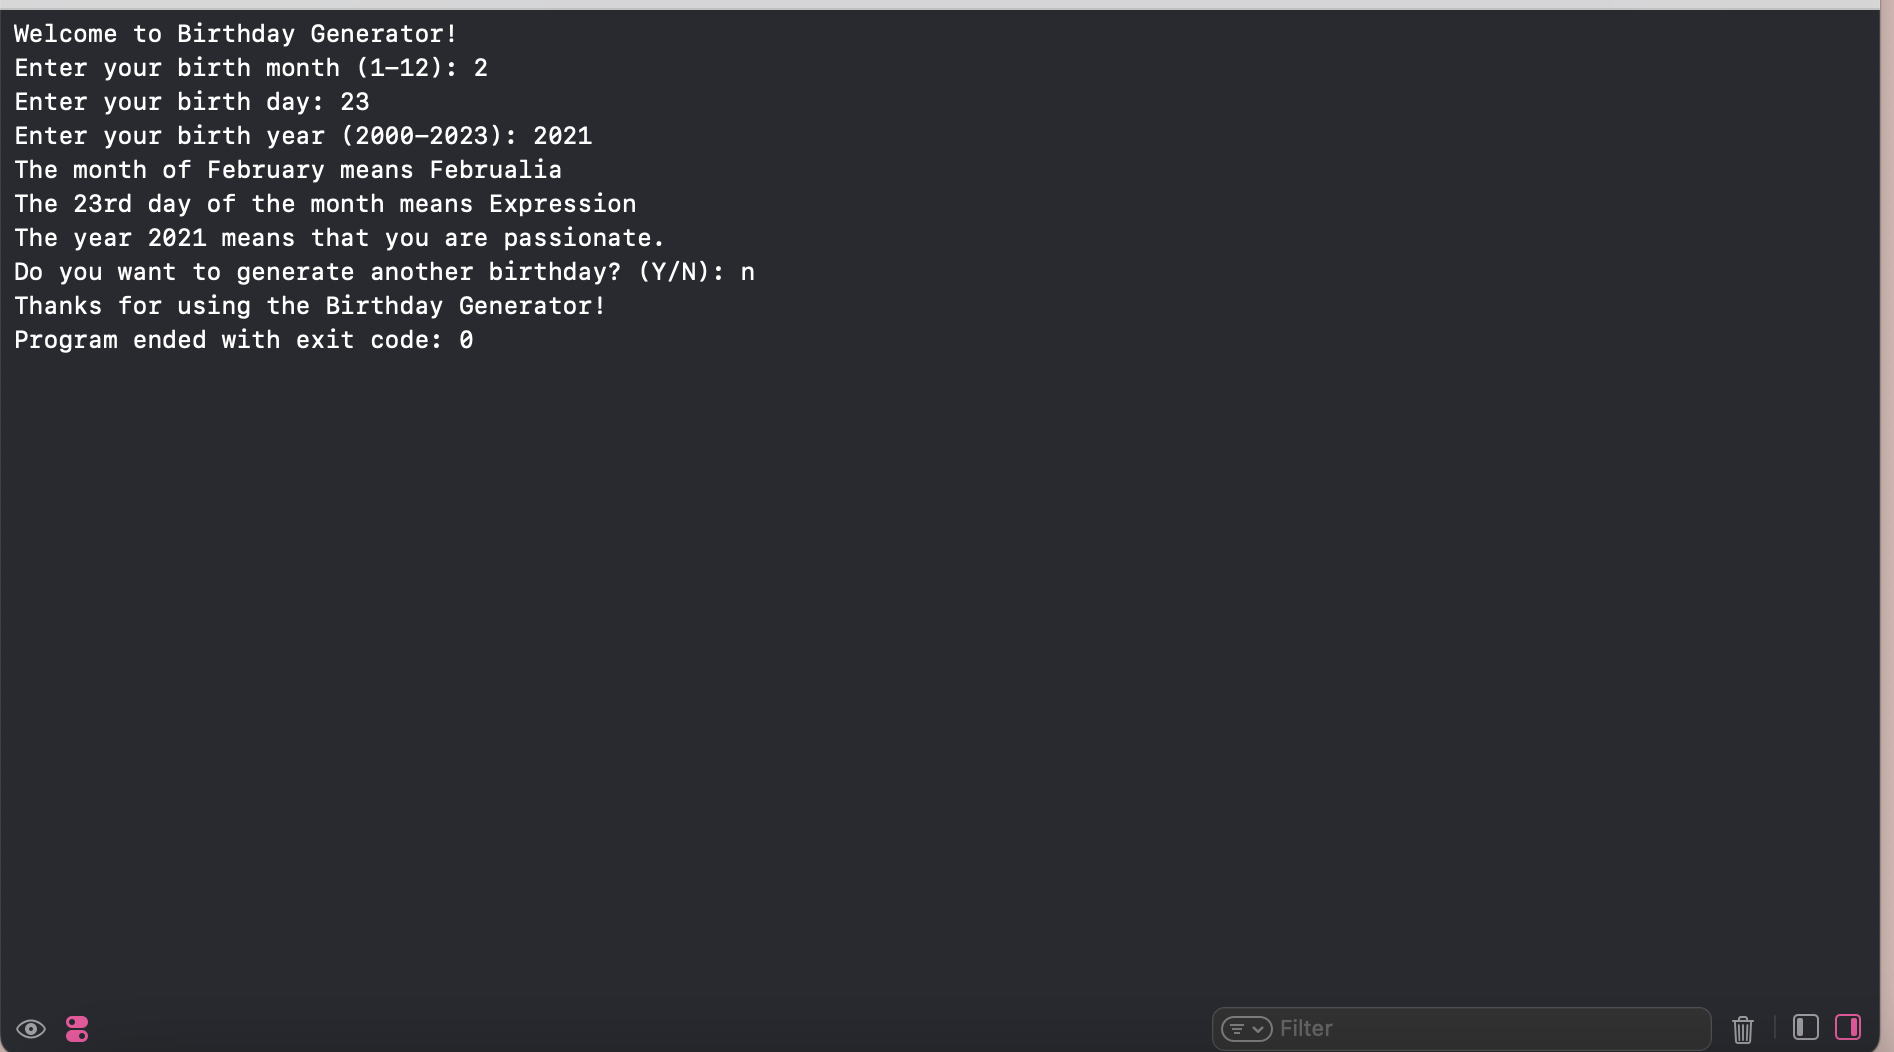 Welcome to Birthday Generator!
Enter your birth month (1-12): 2
Enter your birth day: 23
Enter your birth year (2000-2023): 2021
The month of February means Februalia
The 23rd day of the month means Expression
The year 2021 means that you are passionate.
Do you want to generate another birthday? (Y/N): n
Thanks for using the Birthday Generator!
Program ended with exit code: 0
Filter